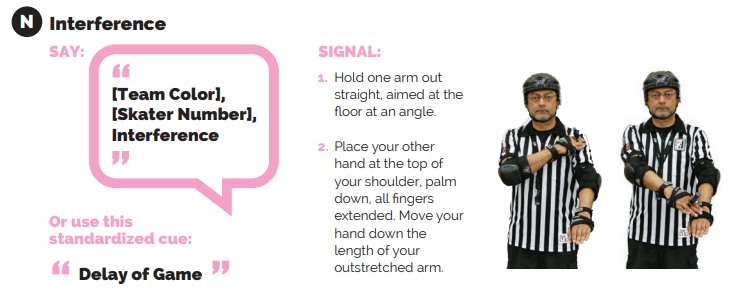 N Interference
SAY:
“
[Team Color],
[Skater Number],
Interference
”
Or use this
standardized cue:
“ Delay of Game ”
SIGNAL:
1. Hold one arm out
straight, aimed at the
floor at an angle.
2. Place your other
hand at the top of
your shoulder, palm
down, all fingers
extended. Move your
hand down the
length of your
outstretched arm.